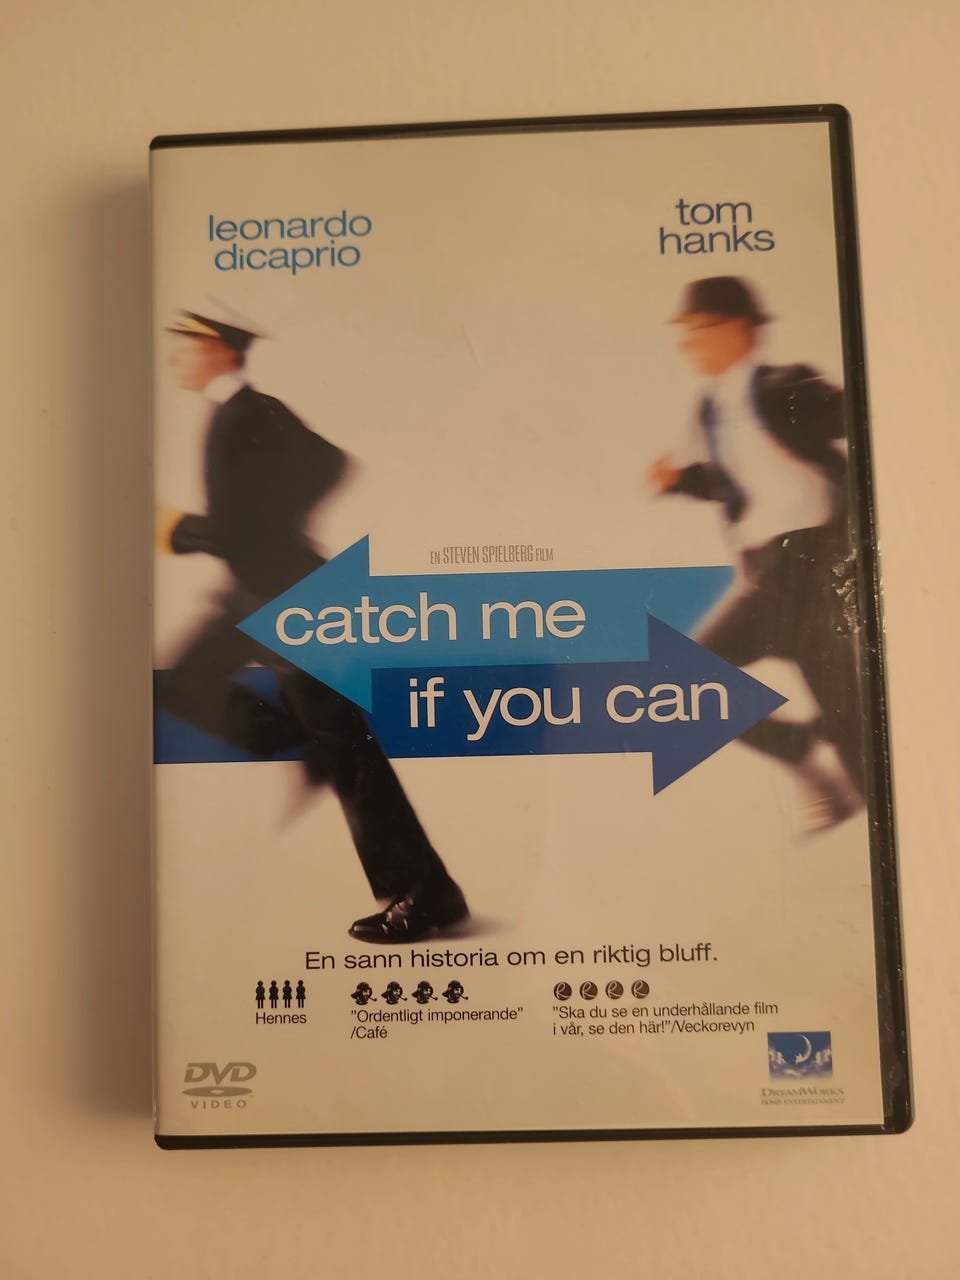 leonardo
dicaprio
tom
hanks
EN STEVEN SPIELBERG FILM
catch me
if you can
En sann historia om en riktig bluff.
Hennes
"Ordentligt imponerande"
/Café
"Ska du se en underhållande film
i vår, se den här!"/Veckorevyn
DVD
VIDEO
DREAMWORKS
HOME ENTERTAINMENT